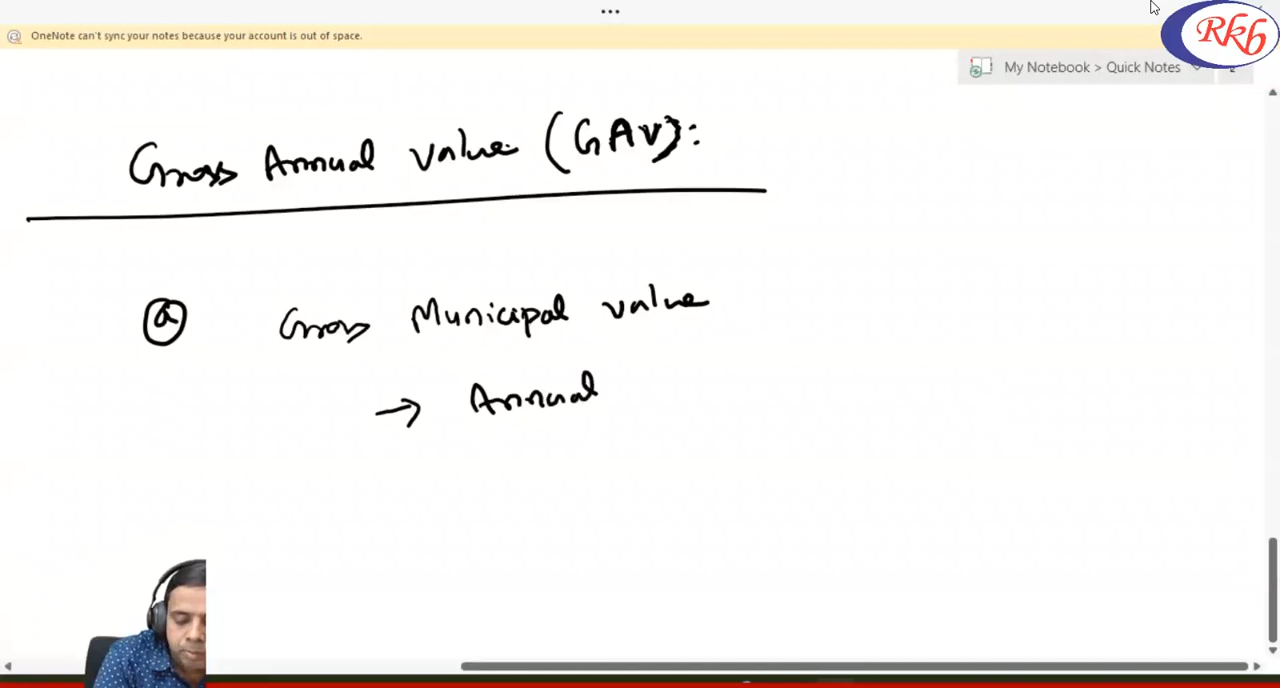 ...
Rkb
OneNote can't sync your notes because your account is out of space.
My Notebook > Quick Notes
Gross Annual value (GAV):
a Gross Municipal value
→ Annual